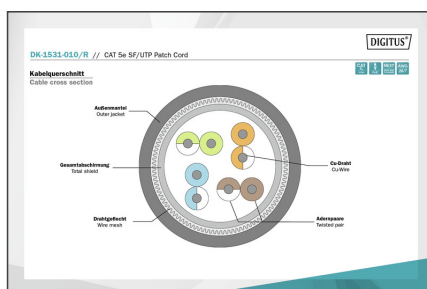 DIGITUS®
DK-1531-010/R // CAT 5e SF/UTP Patch Cord
Kabelquerschnitt
Cable cross section
Außenmantel
Outer jacket
Gesamtabschirmung
Total shield
Drahtgeflecht
Wire mesh
Cu-Draht
Cu-Wire
Adernpaare
Twisted pair